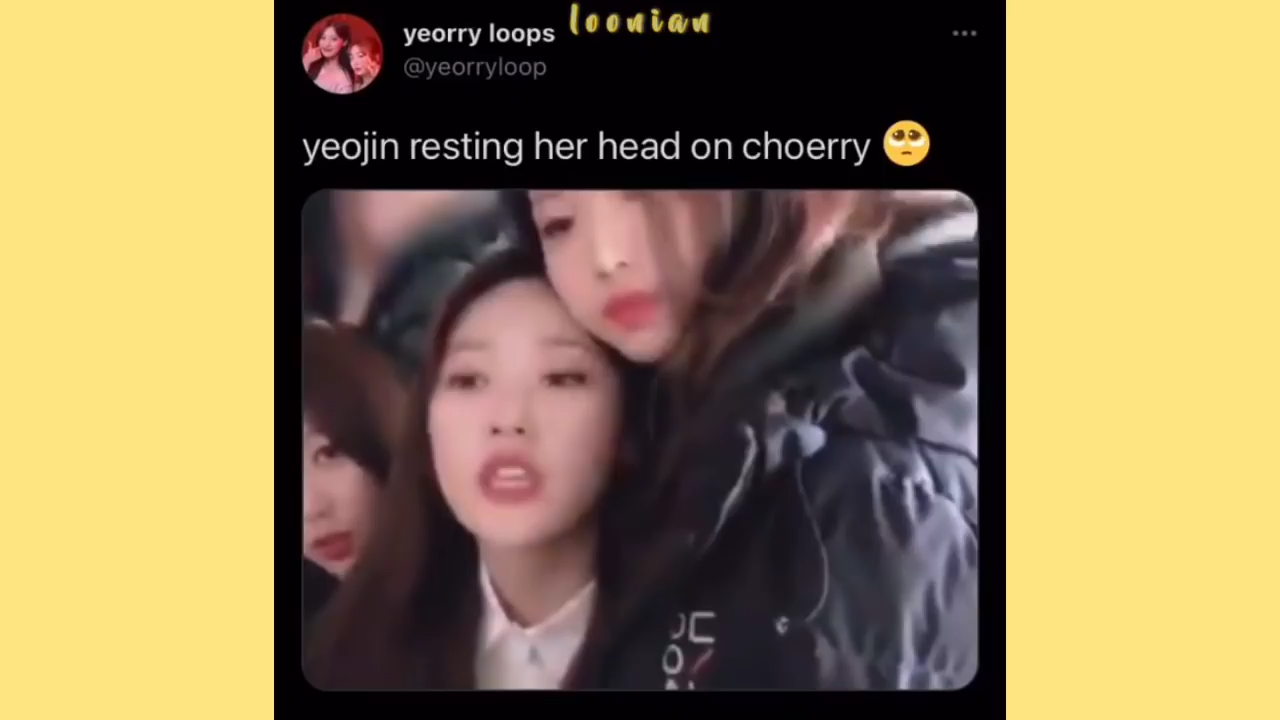 loonian
yeorry loops
@yeorryloop
yeojin resting her head on choerry 🥺